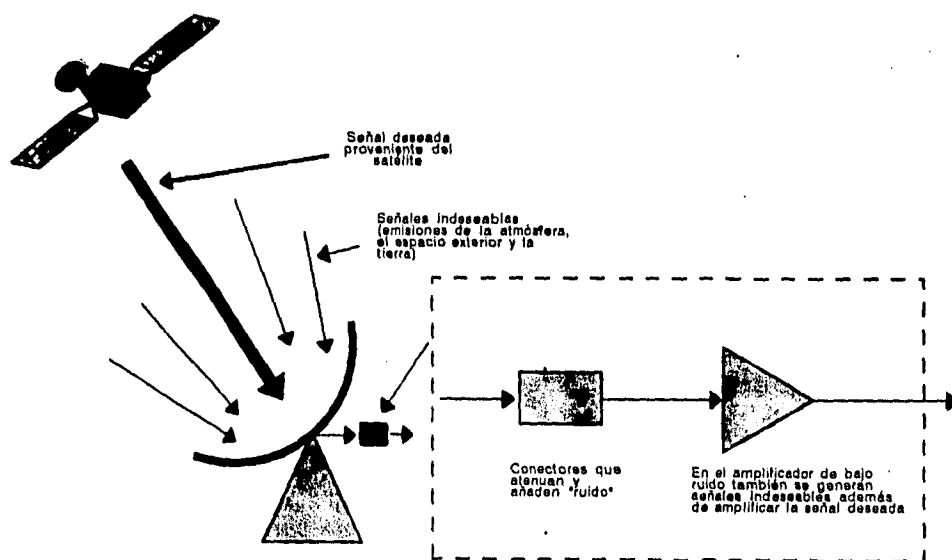 Señal deseada
proveniente del
satélite
Señales indeseables
(emisiones de la atmósfera,
el espacio exterior y la
tierra)
Conectores que
atenuan y
añaden "ruido"
En el amplificador de bajo
ruido también se generan
señales indeseables además
de amplificar la señal deseada